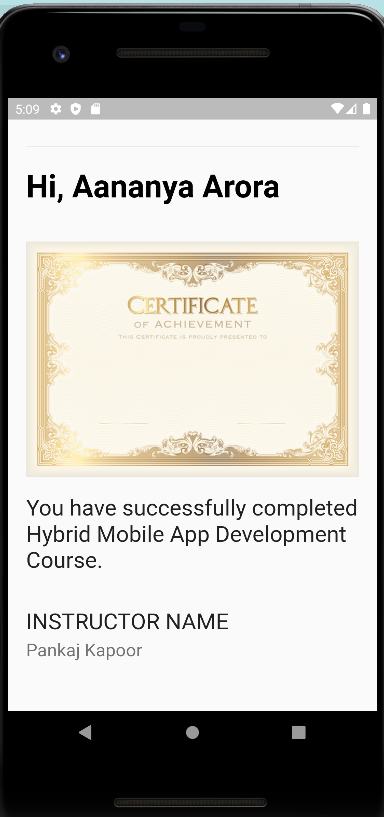 5:09
Hi, Aananya Arora
CERTIFICATE
OF ACHIEVEMENT
THIS CERTIFICATE IS PROUDLY PRESENTED TO
You have successfully completed
Hybrid Mobile App Development
Course.
INSTRUCTOR NAME
Pankaj Kapoor